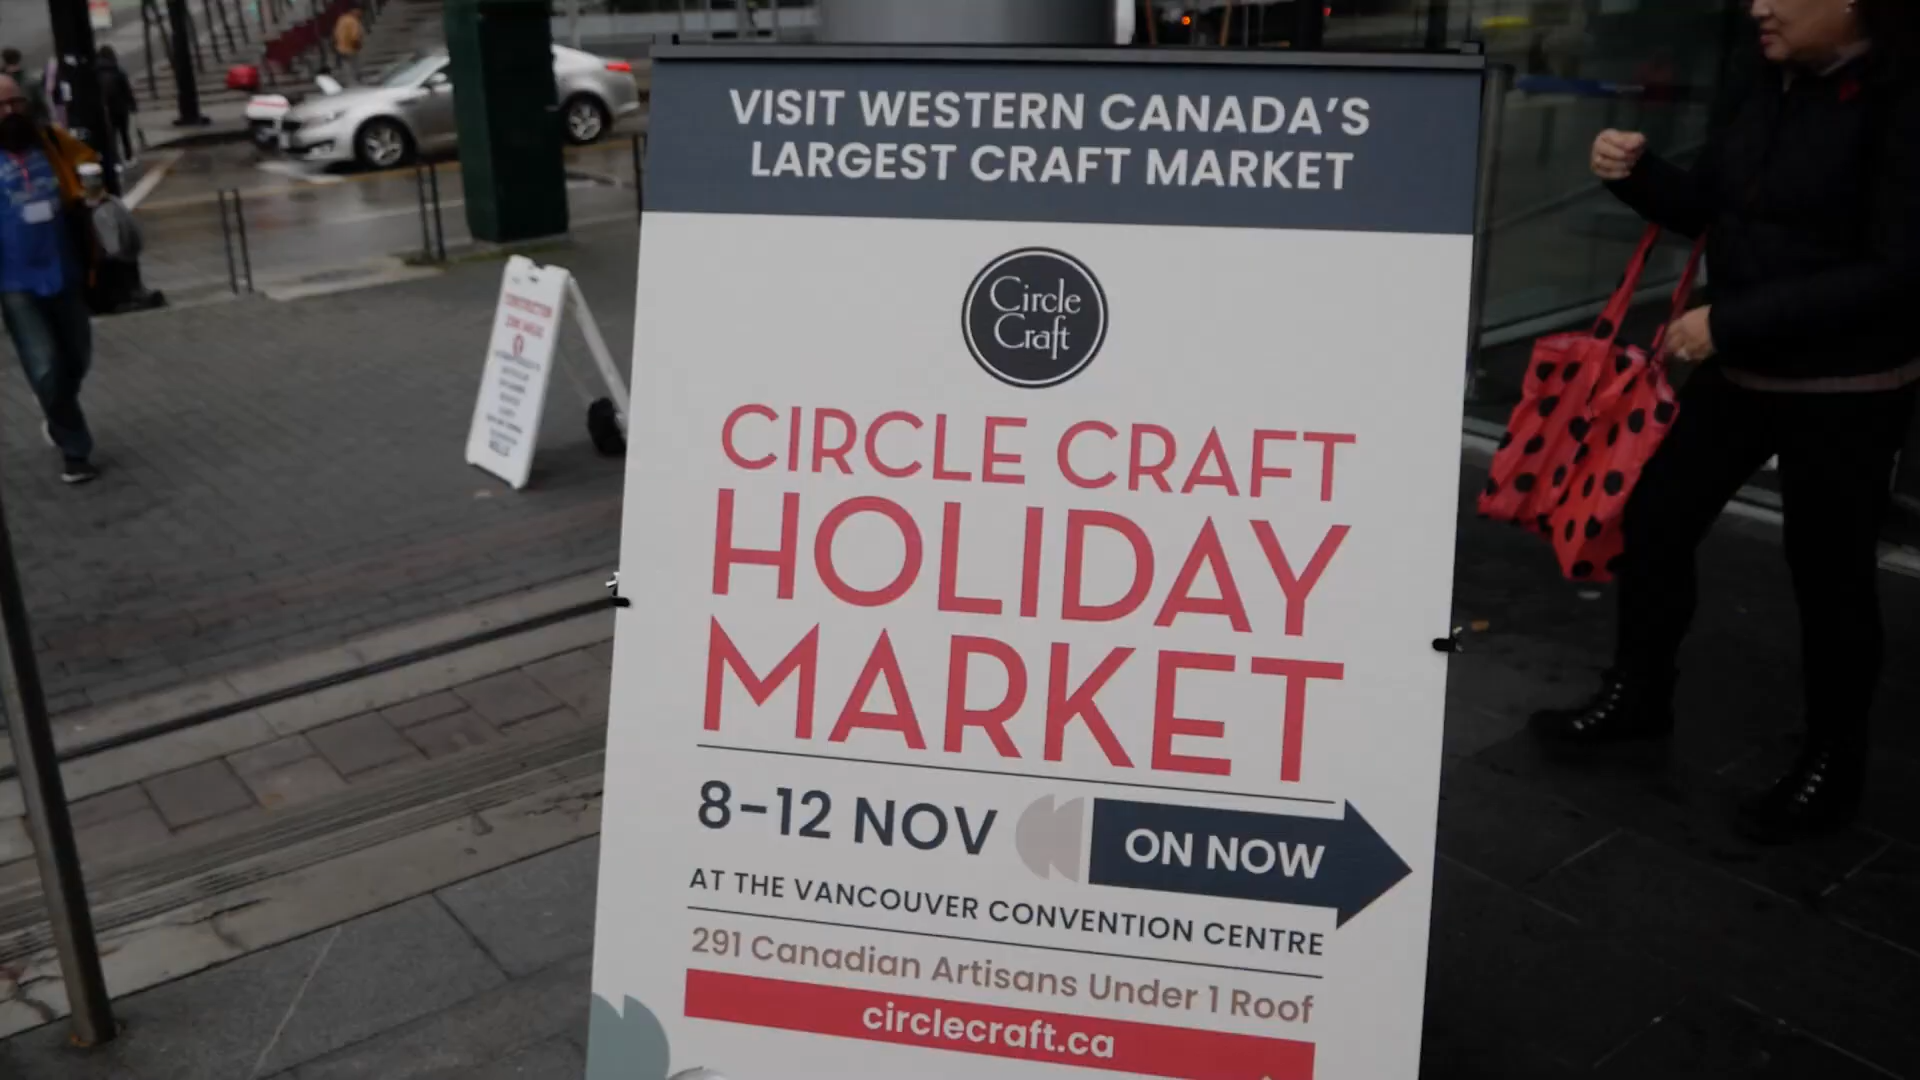 VISIT WESTERN CANADA'S
LARGEST CRAFT MARKET
Circle
Craft
CIRCLE CRAFT
HOLIDAY
MARKET
8-12 NOV
ON NOW
AT THE VANCOUVER CONVENTION CENTRE
291 Canadian Artisans Under 1 Roof
circlecraft.ca
CONSTRUCTION